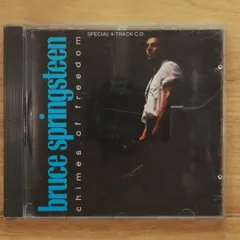 SPECIAL 4-TRACK C.D.
bruce springsteen
chimes of freedom